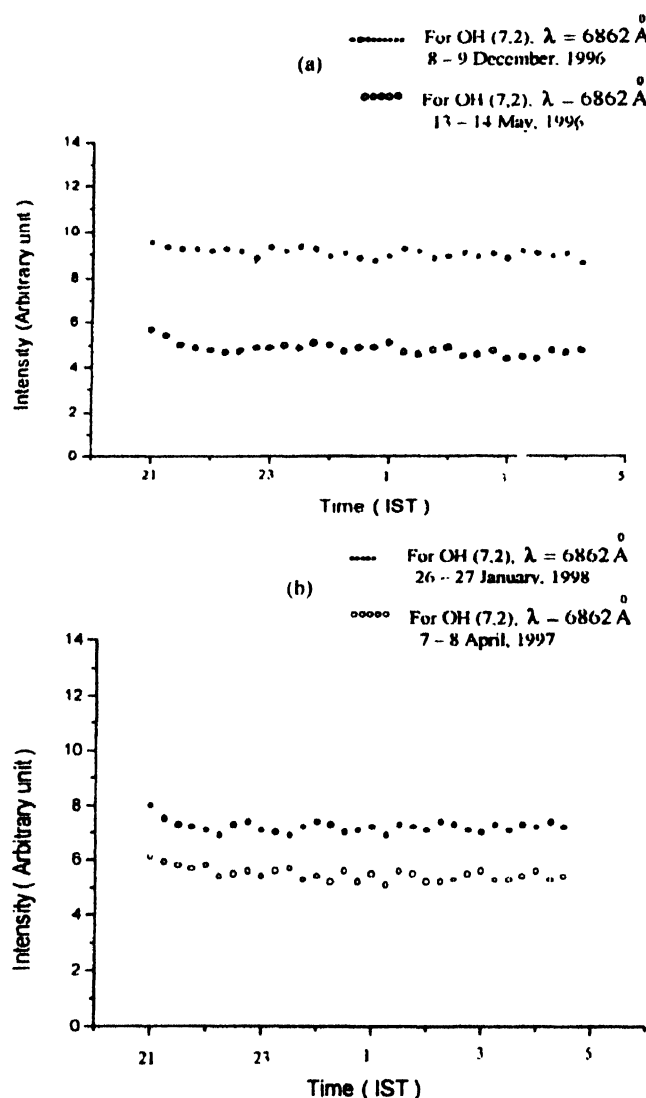 (a)
For OH (7,2), λ = 6862 Å
8 – 9 December, 1996
For OH (7,2), λ – 6862 Å
13 – 14 May, 1996
14
12
10
8
6
4
2
0
Intensity (Arbitrary unit)
21
23
1
3
5
Time ( IST )
(b)
For OH (7,2), λ = 6862 Å
26 – 27 January, 1998
For OH (7,2), λ – 6862 Å
7 – 8 April, 1997
14
12
10
8
6
4
2
0
Intensity ( Arbitrary unit )
21
23
1
3
5
Time (IST)